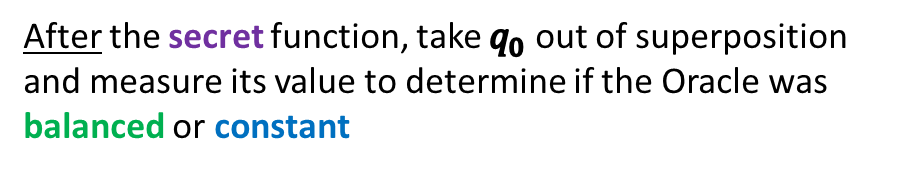 After the secret function, take q0 out of superposition
and measure its value to determine if the Oracle was
balanced or constant